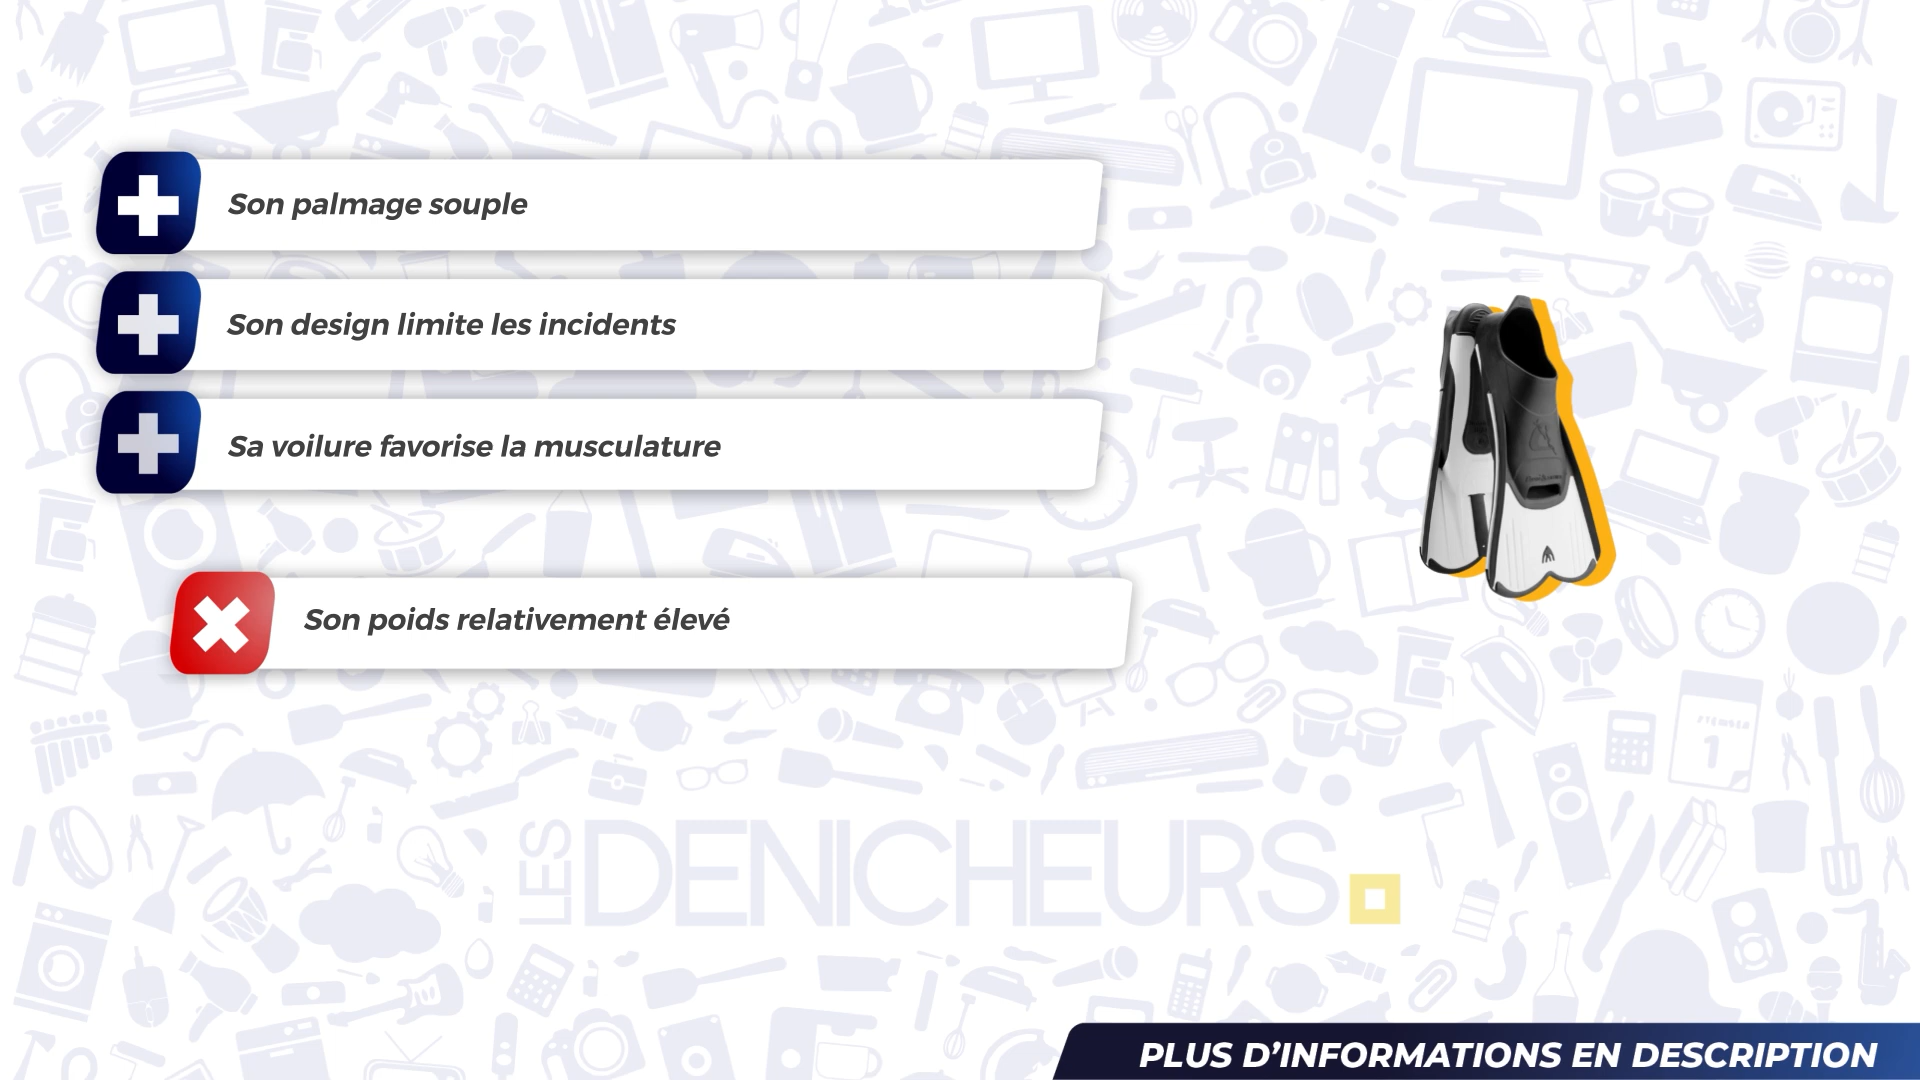 Son palmage souple
Son design limite les incidents
Sa voilure favorise la musculature
Son poids relativement élevé
1
LES DENICHEURS
PLUS D’INFORMATIONS EN DESCRIPTION